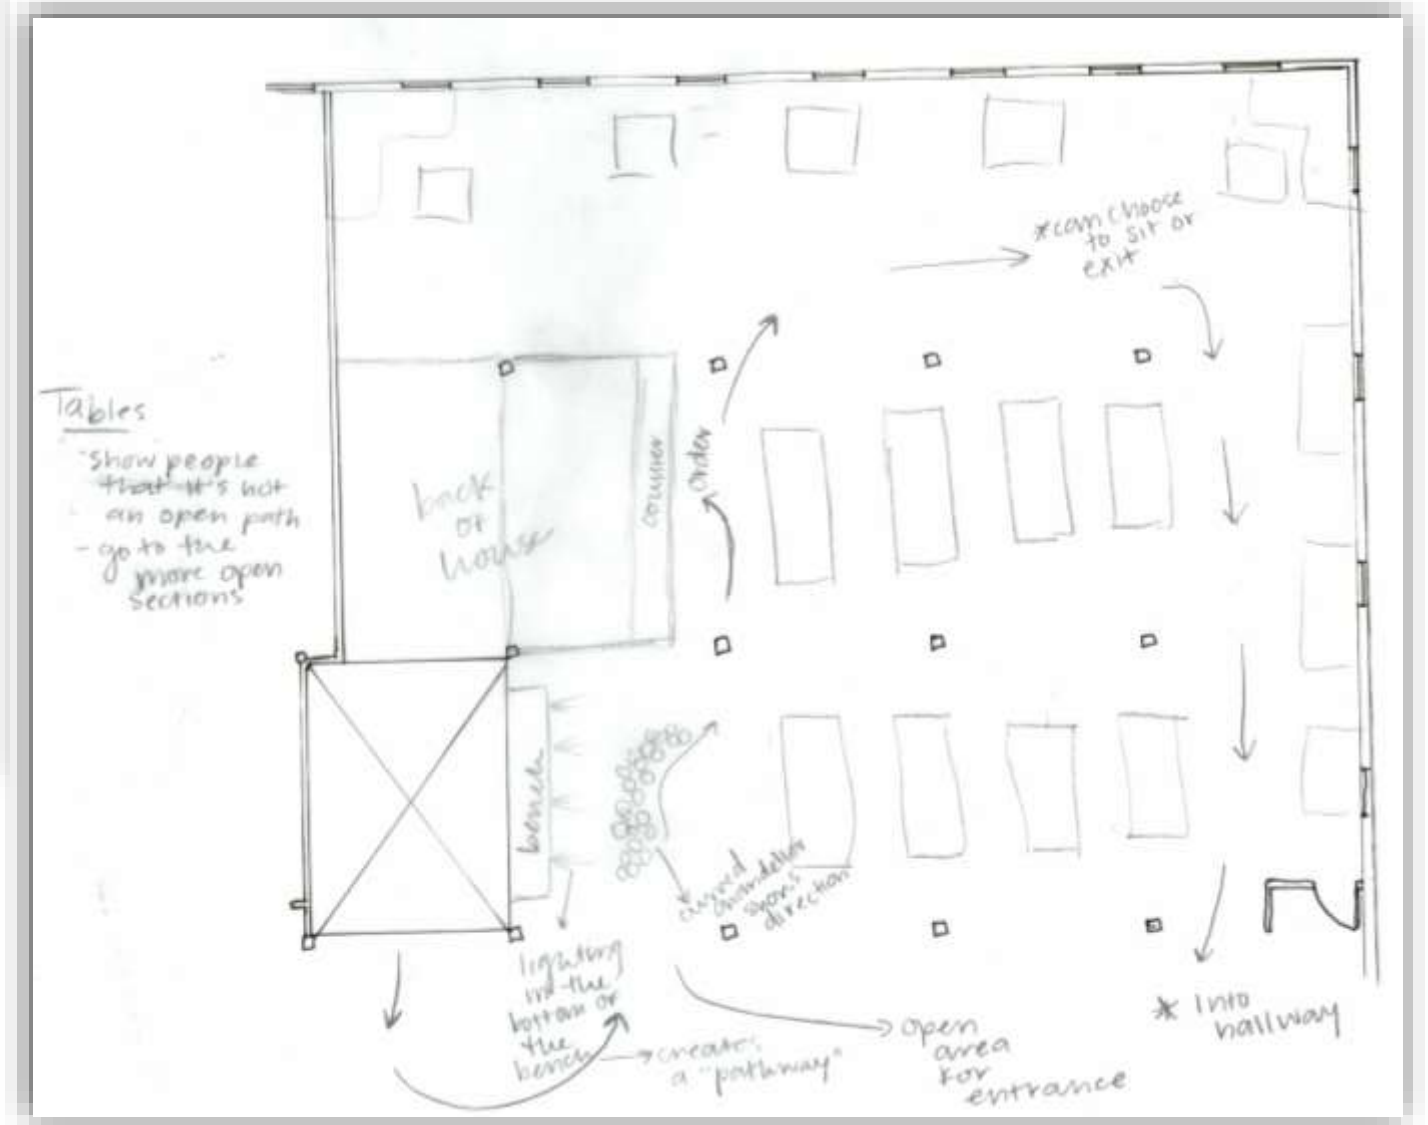 *can choose
to sit or
exit
Tables
- show people
that it's not
an open path
- go to the
more open
sections
back
of
house
counter
order
bench
curved
chandelier
shows
direction
lighting
in the
bottom of
the
bench → creates
a "pathway"
open
area
for
entrance
* Into
hallway